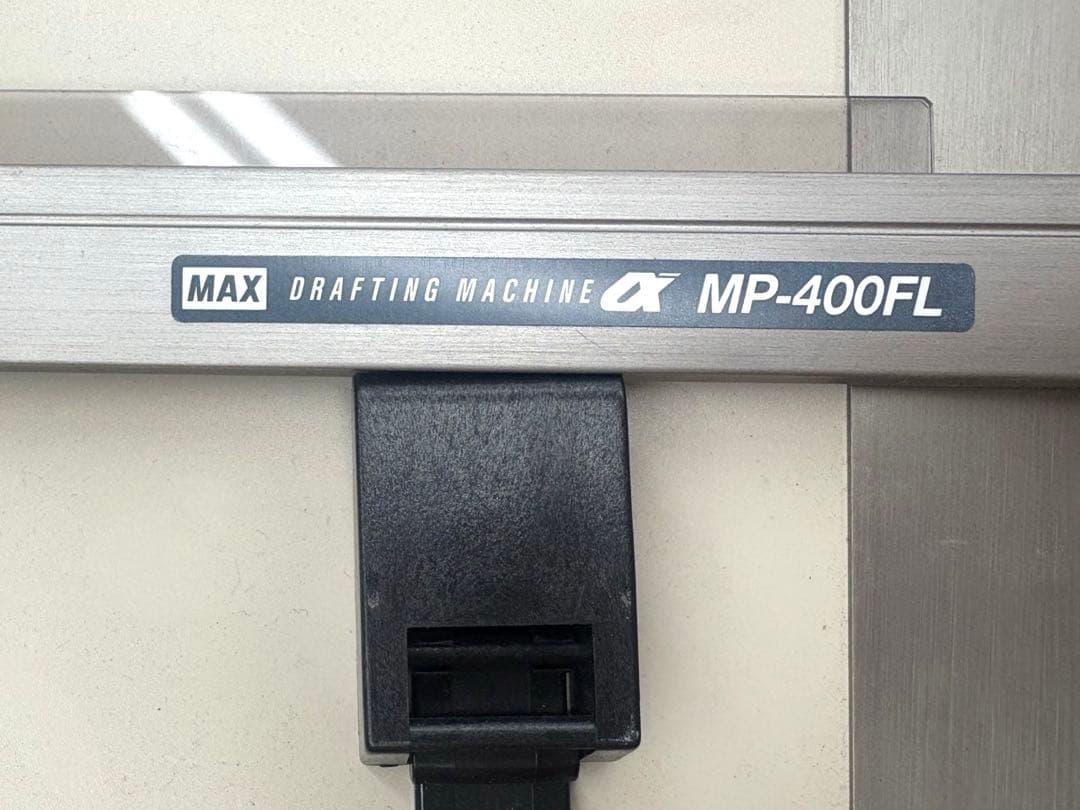 MAX DRAFTING MACHINE α MP-400FL